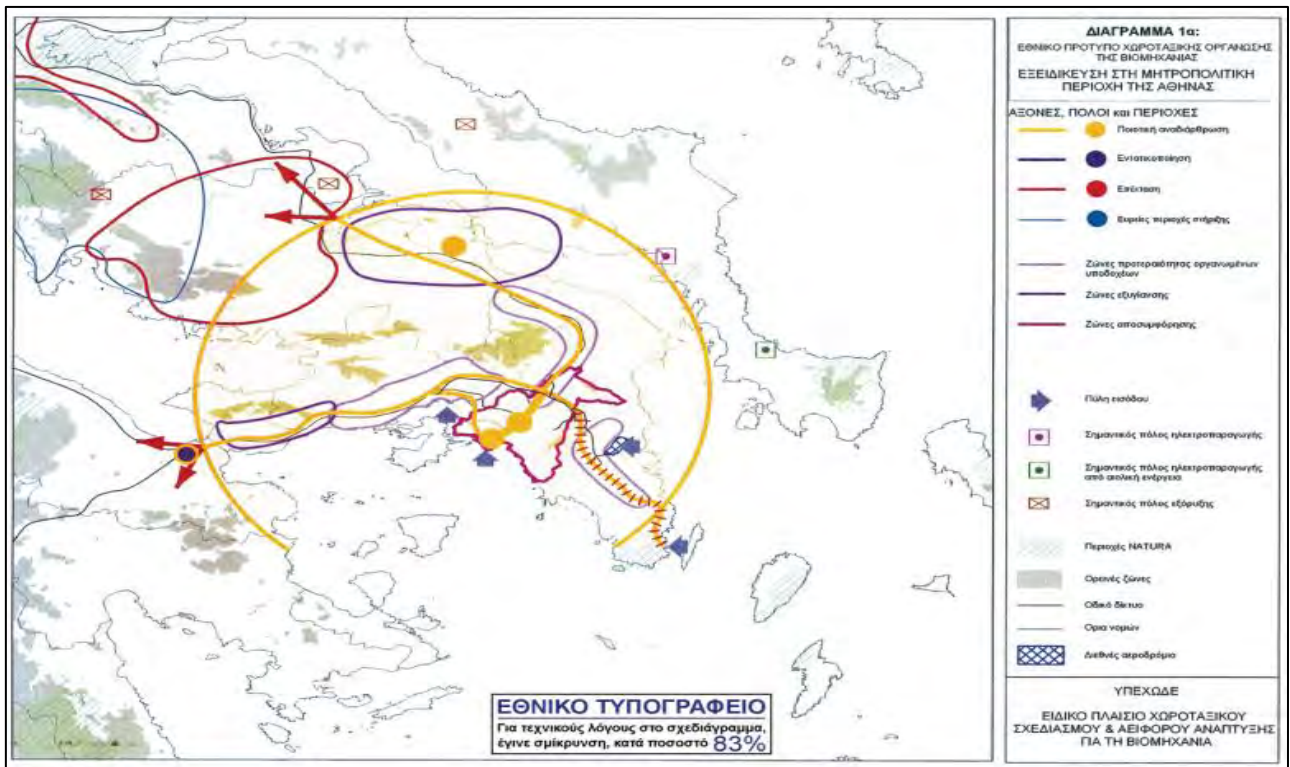 ΔΙΑΓΡΑΜΜΑ 1α:
ΕΘΝΙΚΟ ΠΡΟΤΥΠΟ ΧΩΡΟΤΑΞΙΚΗΣ ΟΡΓΑΝΩΣΗΣ
ΤΗΣ ΒΙΟΜΗΧΑΝΙΑΣ
ΕΞΕΙΔΙΚΕΥΣΗ ΣΤΗ ΜΗΤΡΟΠΟΛΙΤΙΚΗ
ΠΕΡΙΟΧΗ ΤΗΣ ΑΘΗΝΑΣ
ΑΞΟΝΕΣ, ΠΟΛΟΙ και ΠΕΡΙΟΧΕΣ
Ποιοτική αναδιάρθρωση
Εντατικοποίηση
Επέκταση
Ευρείες περιοχές στήριξης
Ζώνες προτεραιότητας οργανωμένων
υποδοχέων
Ζώνες εξυγίανσης
Ζώνες αποσυμφόρησης
Πύλη εισόδου
Σημαντικός πόλος ηλεκτροπαραγωγής
Σημαντικός πόλος ηλεκτροπαραγωγής
από αιολική ενέργεια
Σημαντικός πόλος εξόρυξης
Περιοχές NATURA
Ορεινές ζώνες
Οδικό δίκτυο
Όρια νομών
Διεθνές αεροδρόμιο
ΥΠΕΧΩΔΕ
ΕΙΔΙΚΟ ΠΛΑΙΣΙΟ ΧΩΡΟΤΑΞΙΚΟΥ
ΣΧΕΔΙΑΣΜΟΥ & ΑΕΙΦΟΡΟΥ ΑΝΑΠΤΥΞΗΣ
ΓΙΑ ΤΗ ΒΙΟΜΗΧΑΝΙΑ
ΕΘΝΙΚΟ ΤΥΠΟΓΡΑΦΕΙΟ
Για τεχνικούς λόγους στο σχεδιάγραμμα,
έγινε σμίκρυνση, κατά ποσοστό 83%